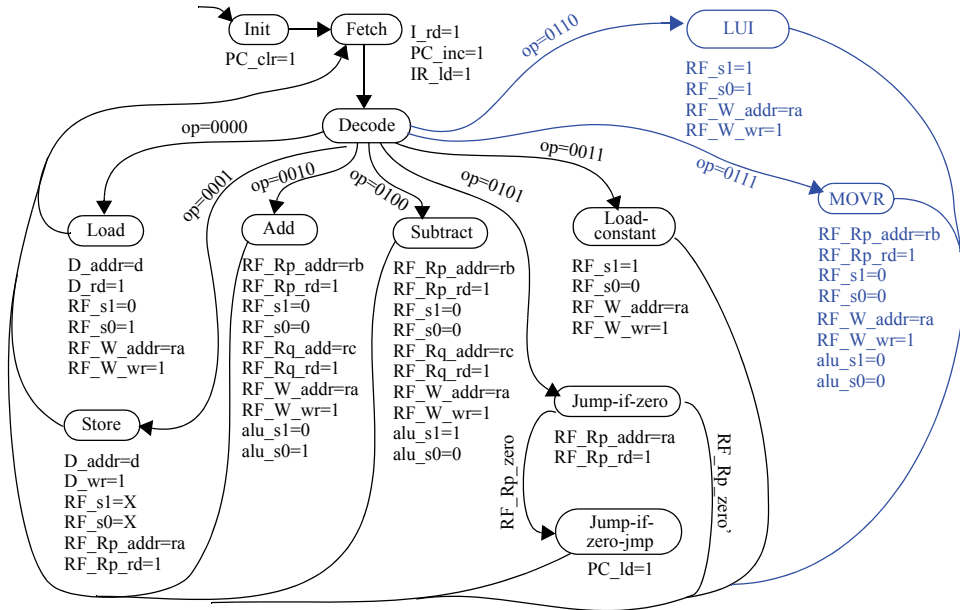 Init
PC_clr=1
Fetch
I_rd=1
PC_inc=1
IR_ld=1
Decode
op=0000
op=0001
op=0010
op=0100
op=0101
op=0011
op=0110
op=0111
LUI
RF_s1=1
RF_s0=1
RF_W_addr=ra
RF_W_wr=1
MOVR
RF_Rp_addr=rb
RF_Rp_rd=1
RF_s1=0
RF_s0=0
RF_W_addr=ra
RF_W_wr=1
alu_s1=0
alu_s0=0
Load
D_addr=d
D_rd=1
RF_s1=0
RF_s0=1
RF_W_addr=ra
RF_W_wr=1
Store
D_addr=d
D_wr=1
RF_s1=X
RF_s0=X
RF_Rp_addr=ra
RF_Rp_rd=1
Add
RF_Rp_addr=rb
RF_Rp_rd=1
RF_s1=0
RF_s0=0
RF_Rq_add=rc
RF_Rq_rd=1
RF_W_addr=ra
RF_W_wr=1
alu_s1=0
alu_s0=1
Subtract
RF_Rp_addr=rb
RF_Rp_rd=1
RF_s1=0
RF_s0=0
RF_Rq_addr=rc
RF_Rq_rd=1
RF_W_addr=ra
RF_W_wr=1
alu_s1=1
alu_s0=0
Load-
constant
RF_s1=1
RF_s0=0
RF_W_addr=ra
RF_W_wr=1
Jump-if-zero
RF_Rp_addr=ra
RF_Rp_rd=1
RF_Rp_zero
RF_Rp_zero’
Jump-if-
zero-jmp
PC_ld=1